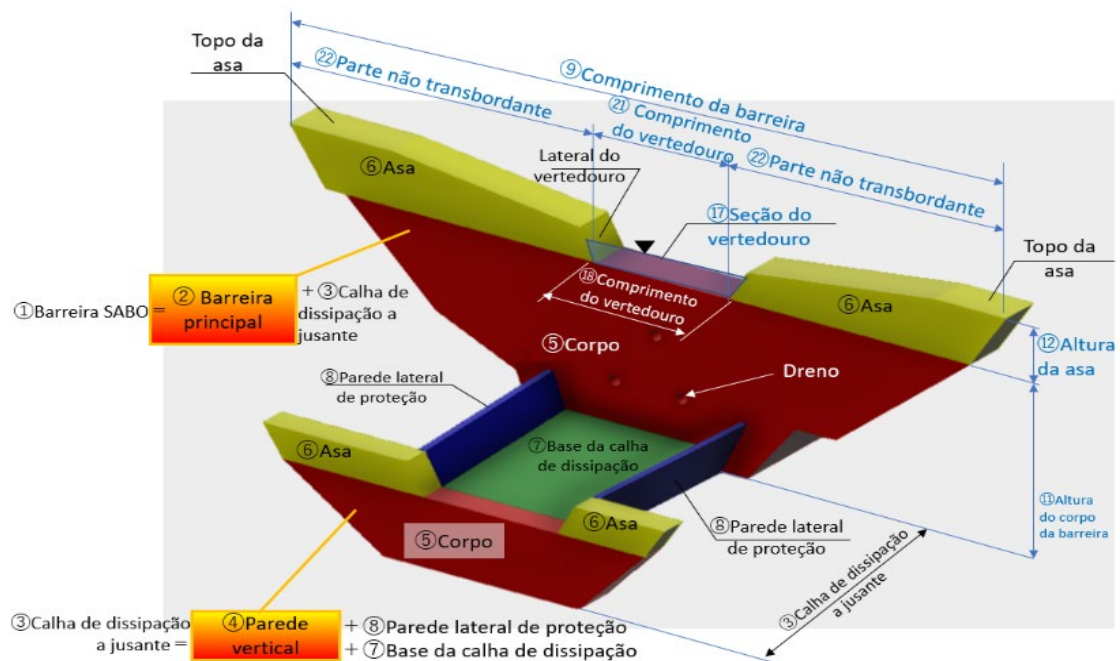 Topo da
asa
㉒Parte não transbordante
⑨Comprimento da barreira
㉑ Comprimento
do vertedouro
㉒Parte não transbordante
Lateral do
vertedouro
⑥Asa
⑰Seção do
vertedouro
Topo da
asa
⑱Comprimento
do vertedouro
⑥Asa
①Barreira SABO=
② Barreira
principal
+ ③Calha de
dissipação a
jusante
⑤Corpo
⑫Altura
da asa
⑧Parede lateral
de proteção
Dreno
⑥Asa
⑦Base da calha
de dissipação
⑪Altura
do corpo
da barreira
⑥Asa
⑧Parede lateral
de proteção
⑤Corpo
③Calha de dissipação
a jusante
③Calha de dissipação
a jusante =
④Parede
vertical
+ ⑧Parede lateral de proteção
+ ⑦Base da calha de dissipação